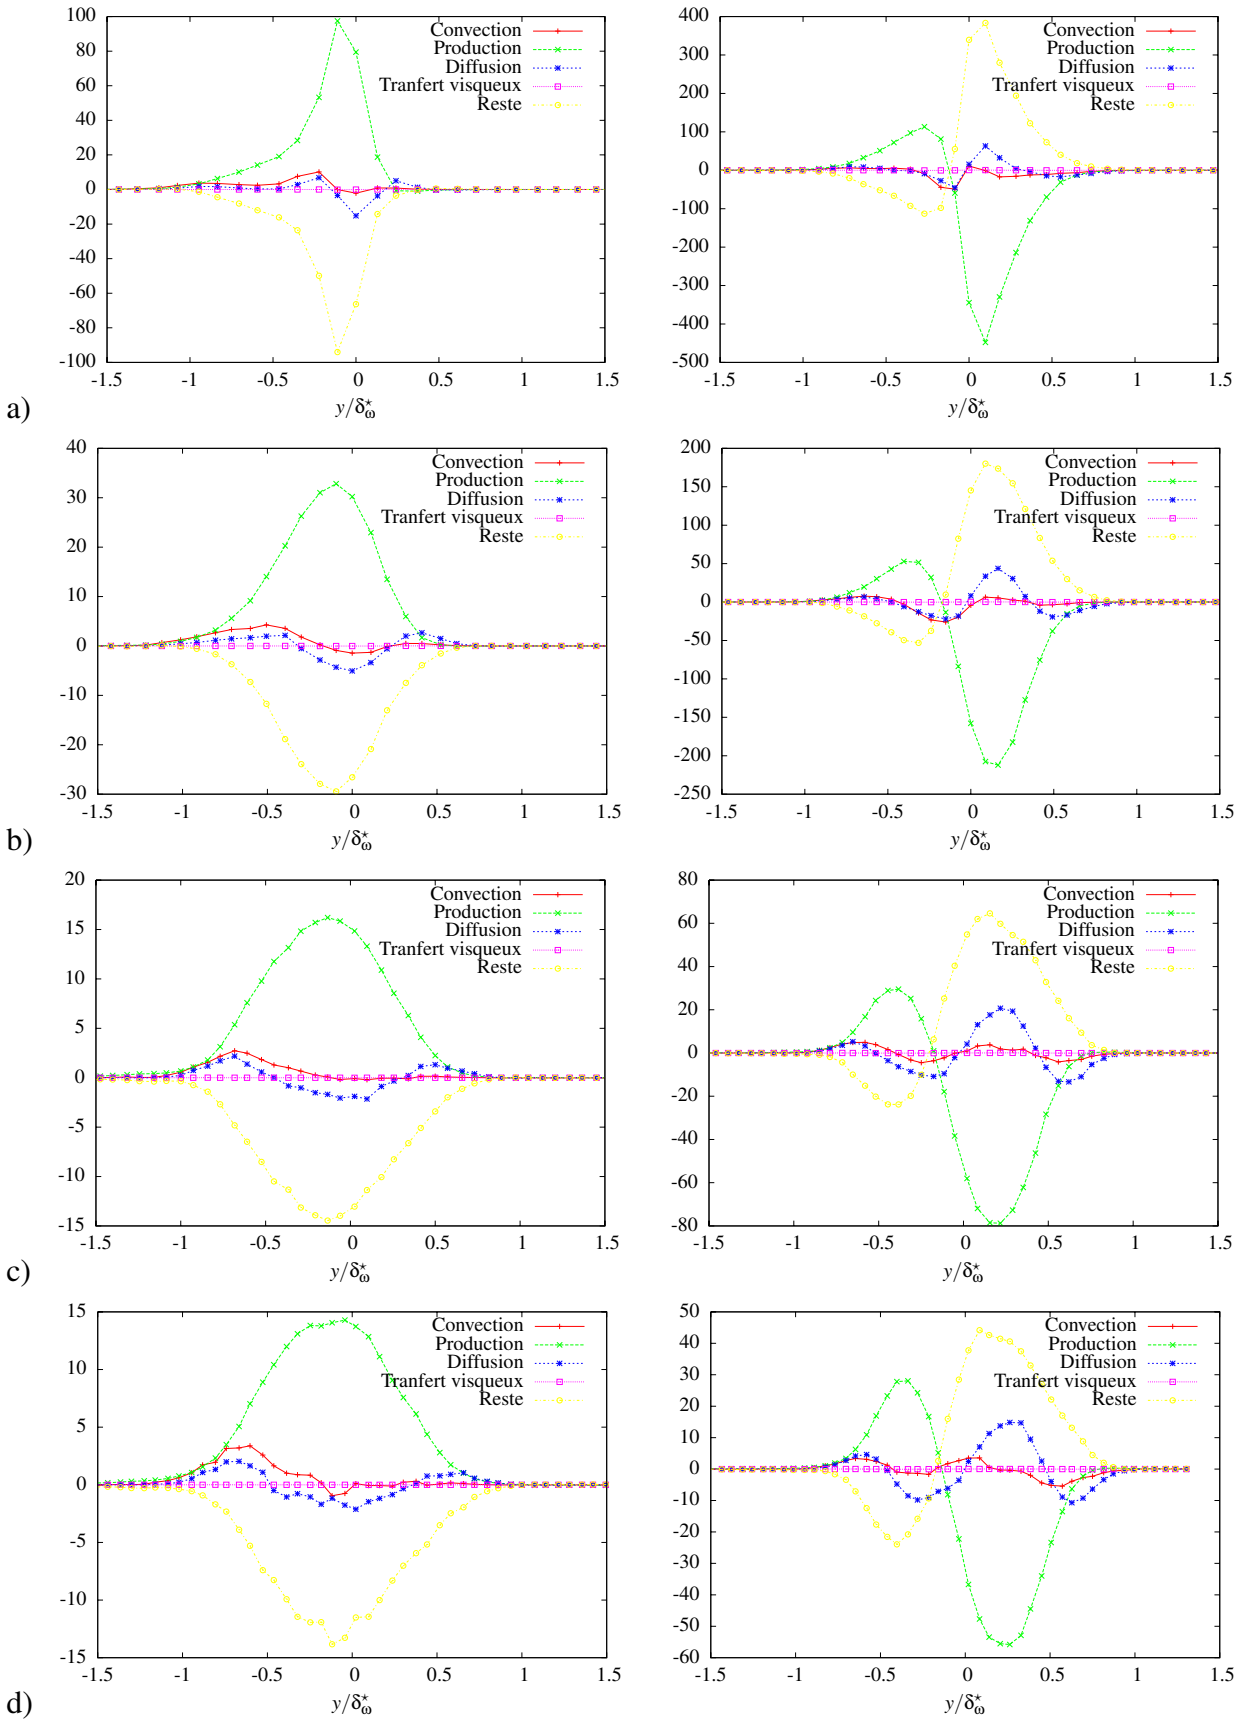 100
80
60
40
20
0
-20
-40
-60
-80
-100
-1.5 -1 -0.5 0 0.5 1 1.5
y/δ*ω
Convection
Production
Diffusion
Tranfert visqueux
Reste
400
300
200
100
0
-100
-200
-300
-400
-500
-1.5 -1 -0.5 0 0.5 1 1.5
y/δ*ω
Convection
Production
Diffusion
Tranfert visqueux
Reste
a)
40
30
20
10
0
-10
-20
-30
-1.5 -1 -0.5 0 0.5 1 1.5
y/δ*ω
Convection
Production
Diffusion
Tranfert visqueux
Reste
200
150
100
50
0
-50
-100
-150
-200
-250
-1.5 -1 -0.5 0 0.5 1 1.5
y/δ*ω
Convection
Production
Diffusion
Tranfert visqueux
Reste
b)
20
15
10
5
0
-5
-10
-15
-1.5 -1 -0.5 0 0.5 1 1.5
y/δ*ω
Convection
Production
Diffusion
Tranfert visqueux
Reste
80
60
40
20
0
-20
-40
-60
-80
-1.5 -1 -0.5 0 0.5 1 1.5
y/δ*ω
Convection
Production
Diffusion
Tranfert visqueux
Reste
c)
15
10
5
0
-5
-10
-15
-1.5 -1 -0.5 0 0.5 1 1.5
y/δ*ω
Convection
Production
Diffusion
Tranfert visqueux
Reste
50
40
30
20
10
0
-10
-20
-30
-40
-50
-60
-1.5 -1 -0.5 0 0.5 1 1.5
y/δ*ω
Convection
Production
Diffusion
Tranfert visqueux
Reste
d)